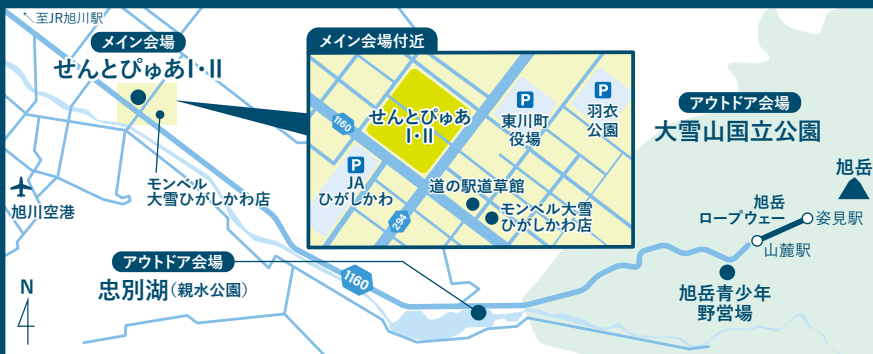 至JR旭川駅
メイン会場
せんとぴゅあI・II
モンベル
大雪ひがしかわ店
旭川空港
メイン会場付近
1160
せんとぴゅあ
I・II
P
東川町
役場
P
羽衣
公園
P
JA
ひがしかわ
道の駅道草館
294
モンベル大雪
ひがしかわ店
アウトドア会場
大雪山国立公園
旭岳
旭岳
ロープウェー
姿見駅
山麓駅
旭岳青少年
野営場
アウトドア会場
忠別湖(親水公園)
1160
N